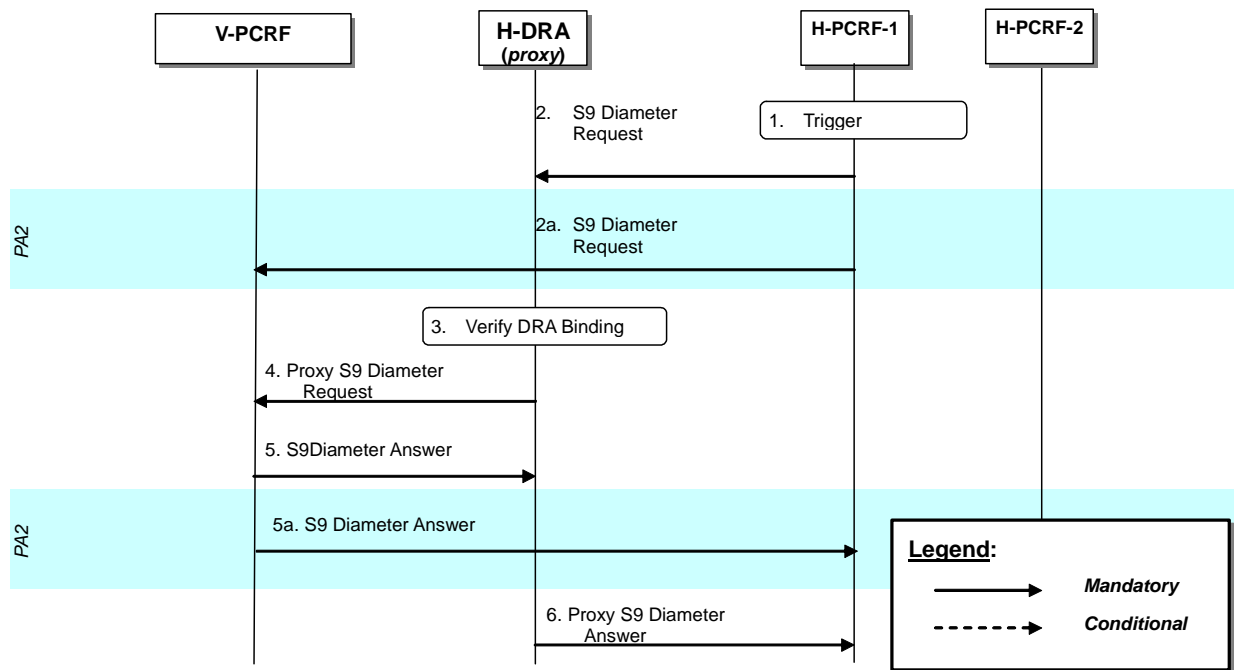 V-PCRF
H-DRA
(proxy)
H-PCRF-1
H-PCRF-2
1. Trigger
2. S9 Diameter
Request
PA2
2a. S9 Diameter
Request
3. Verify DRA Binding
4. Proxy S9 Diameter
Request
5. S9Diameter Answer
PA2
5a. S9 Diameter Answer
6. Proxy S9 Diameter
Answer
Legend:
Mandatory
Conditional